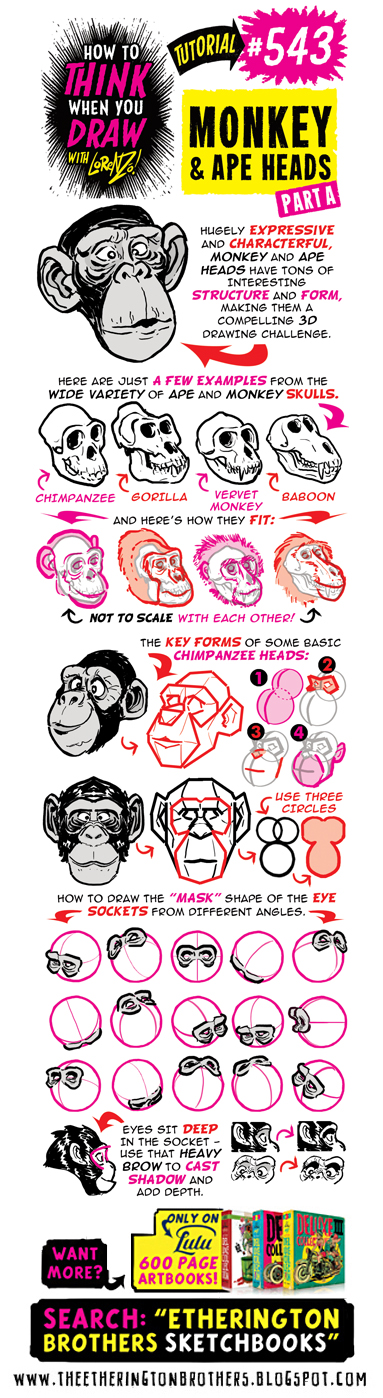 HOW TO
THINK
WHEN YOU
DRAW
WITH LORENZO!
TUTORIAL
#543
MONKEY
& APE HEADS
PART A
HUGELY EXPRESSIVE
AND CHARACTERFUL,
MONKEY AND APE
HEADS HAVE TONS OF
INTERESTING
STRUCTURE AND FORM,
MAKING THEM A
COMPELLING 3D
DRAWING CHALLENGE.
HERE ARE JUST A FEW EXAMPLES FROM THE
WIDE VARIETY OF APE AND MONKEY SKULLS.
CHIMPANZEE
GORILLA
VERVET
MONKEY
BABOON
AND HERE'S HOW THEY FIT:
NOT TO SCALE WITH EACH OTHER!
THE KEY FORMS OF SOME BASIC
CHIMPANZEE HEADS:
1
2
3
4
USE THREE
CIRCLES
HOW TO DRAW THE "MASK" SHAPE OF THE EYE
SOCKETS FROM DIFFERENT ANGLES.
EYES SIT DEEP
IN THE SOCKET -
USE THAT HEAVY
BROW TO CAST
SHADOW AND
ADD DEPTH.
WANT
MORE?
ONLY ON
Lulu
600 PAGE
ARTBOOKS!
SEARCH: "ETHERINGTON
BROTHERS SKETCHBOOKS"
WWW.THEETHERINGTONBROTHERS.BLOGSPOT.COM